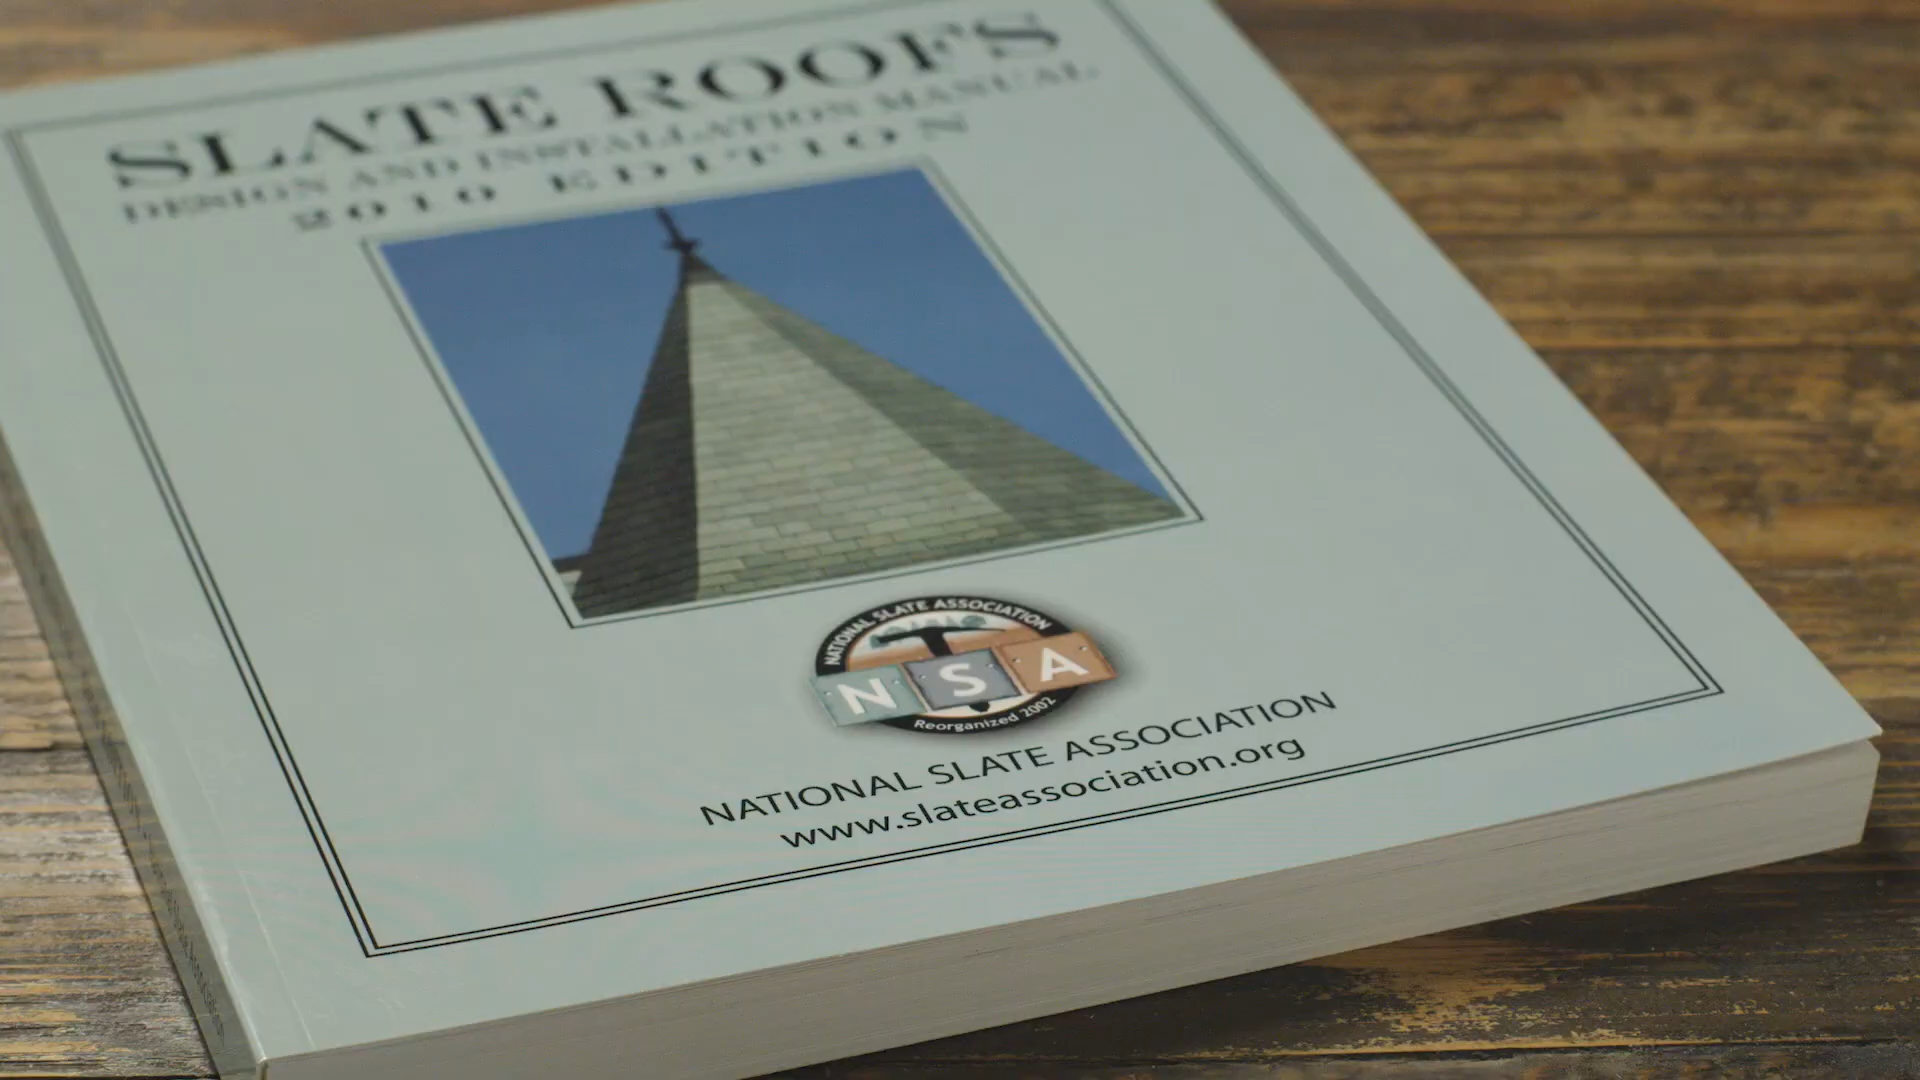 SLATE ROOFS
DESIGN AND INSTALLATION MANUAL
2010 EDITION
NATIONAL SLATE ASSOCIATION
N S A
Reorganized 2002
NATIONAL SLATE ASSOCIATION
www.slateassociation.org